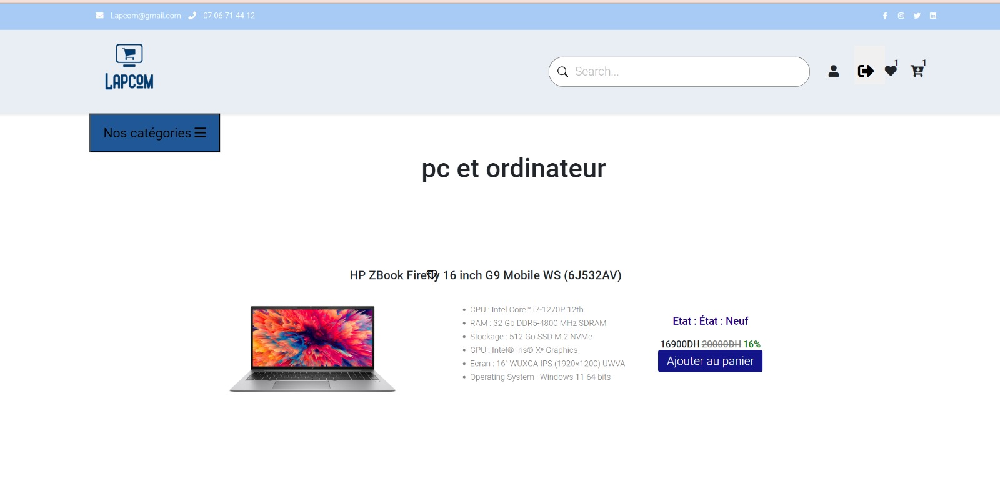 Lapcom@gmail.com 07-06-71-44-12
LAPCOM
Search...
1
1
Nos catégories
pc et ordinateur
HP ZBook Firefly 16 inch G9 Mobile WS (6J532AV)
CPU : Intel Core™ i7-1270P 12th
RAM : 32 Gb DDR5-4800 MHz SDRAM
Stockage : 512 Go SSD M.2 NVMe
GPU : Intel® Iris® Xᵉ Graphics
Ecran : 16" WUXGA IPS (1920×1200) UWVA
Operating System : Windows 11 64 bits
Etat : État : Neuf
16900DH 20000DH 16%
Ajouter au panier